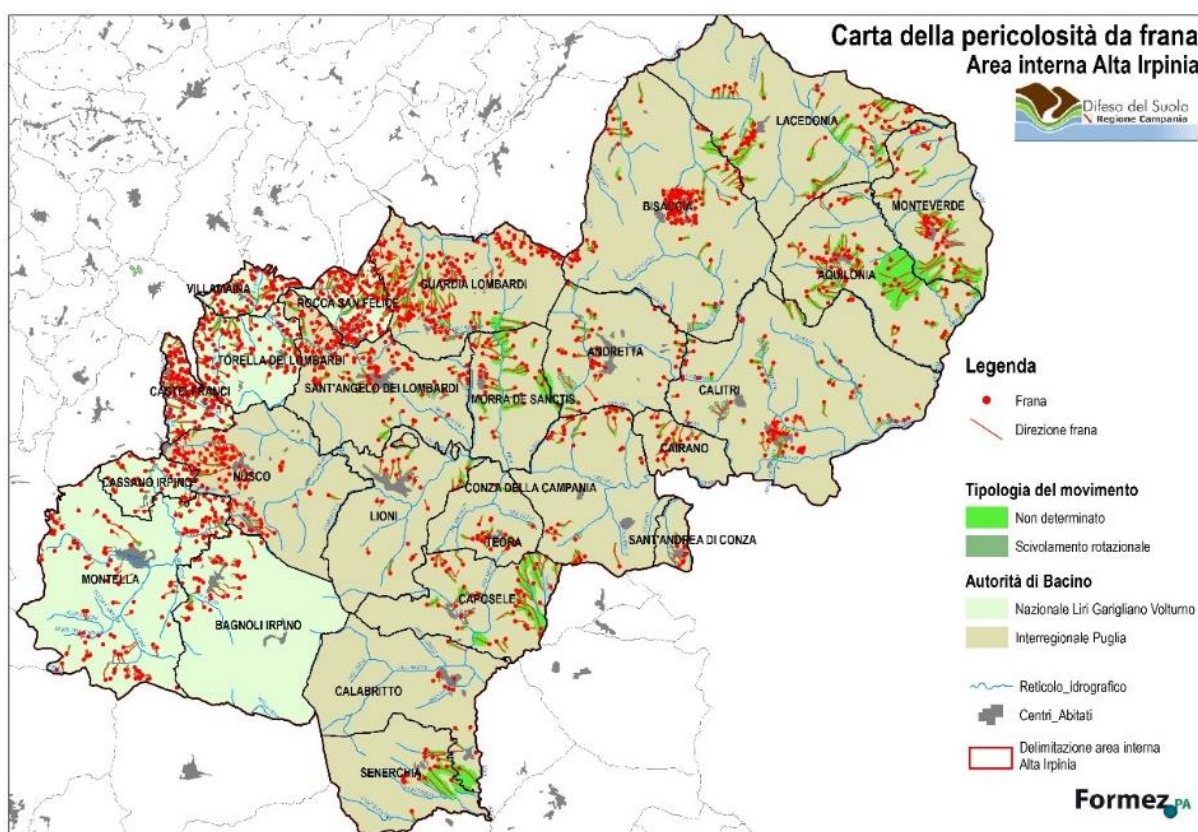 Carta della pericolosità da frana
Area interna Alta Irpinia
Difesa del Suolo
Regione Campania
LACEDONIA
BISACCIA
MONTEVERDE
AQUILONIA
VILLAMAINA
ROCCA SAN FELICE
GUARDIA LOMBARDI
TORELLA DEI LOMBARDI
ANDRETTA
CASTELFRANCI
SANT'ANGELO DEI LOMBARDI
MORRA DE SANCTIS
CALITRI
CAIRANO
NUSCO
CASSANO IRPINO
CONZA DELLA CAMPANIA
LIONI
TEORA
SANT'ANDREA DI CONZA
MONTELLA
CAPOSELE
BAGNOLI IRPINO
CALABRITTO
SENERCHIA
Legenda
Frana
Direzione frana
Tipologia del movimento
Non determinato
Scivolamento rotazionale
Autorità di Bacino
Nazionale Liri Garigliano Volturno
Interregionale Puglia
Reticolo_idrografico
Centri_Abitati
Delimitazione area interna
Alta Irpinia
Formez PA